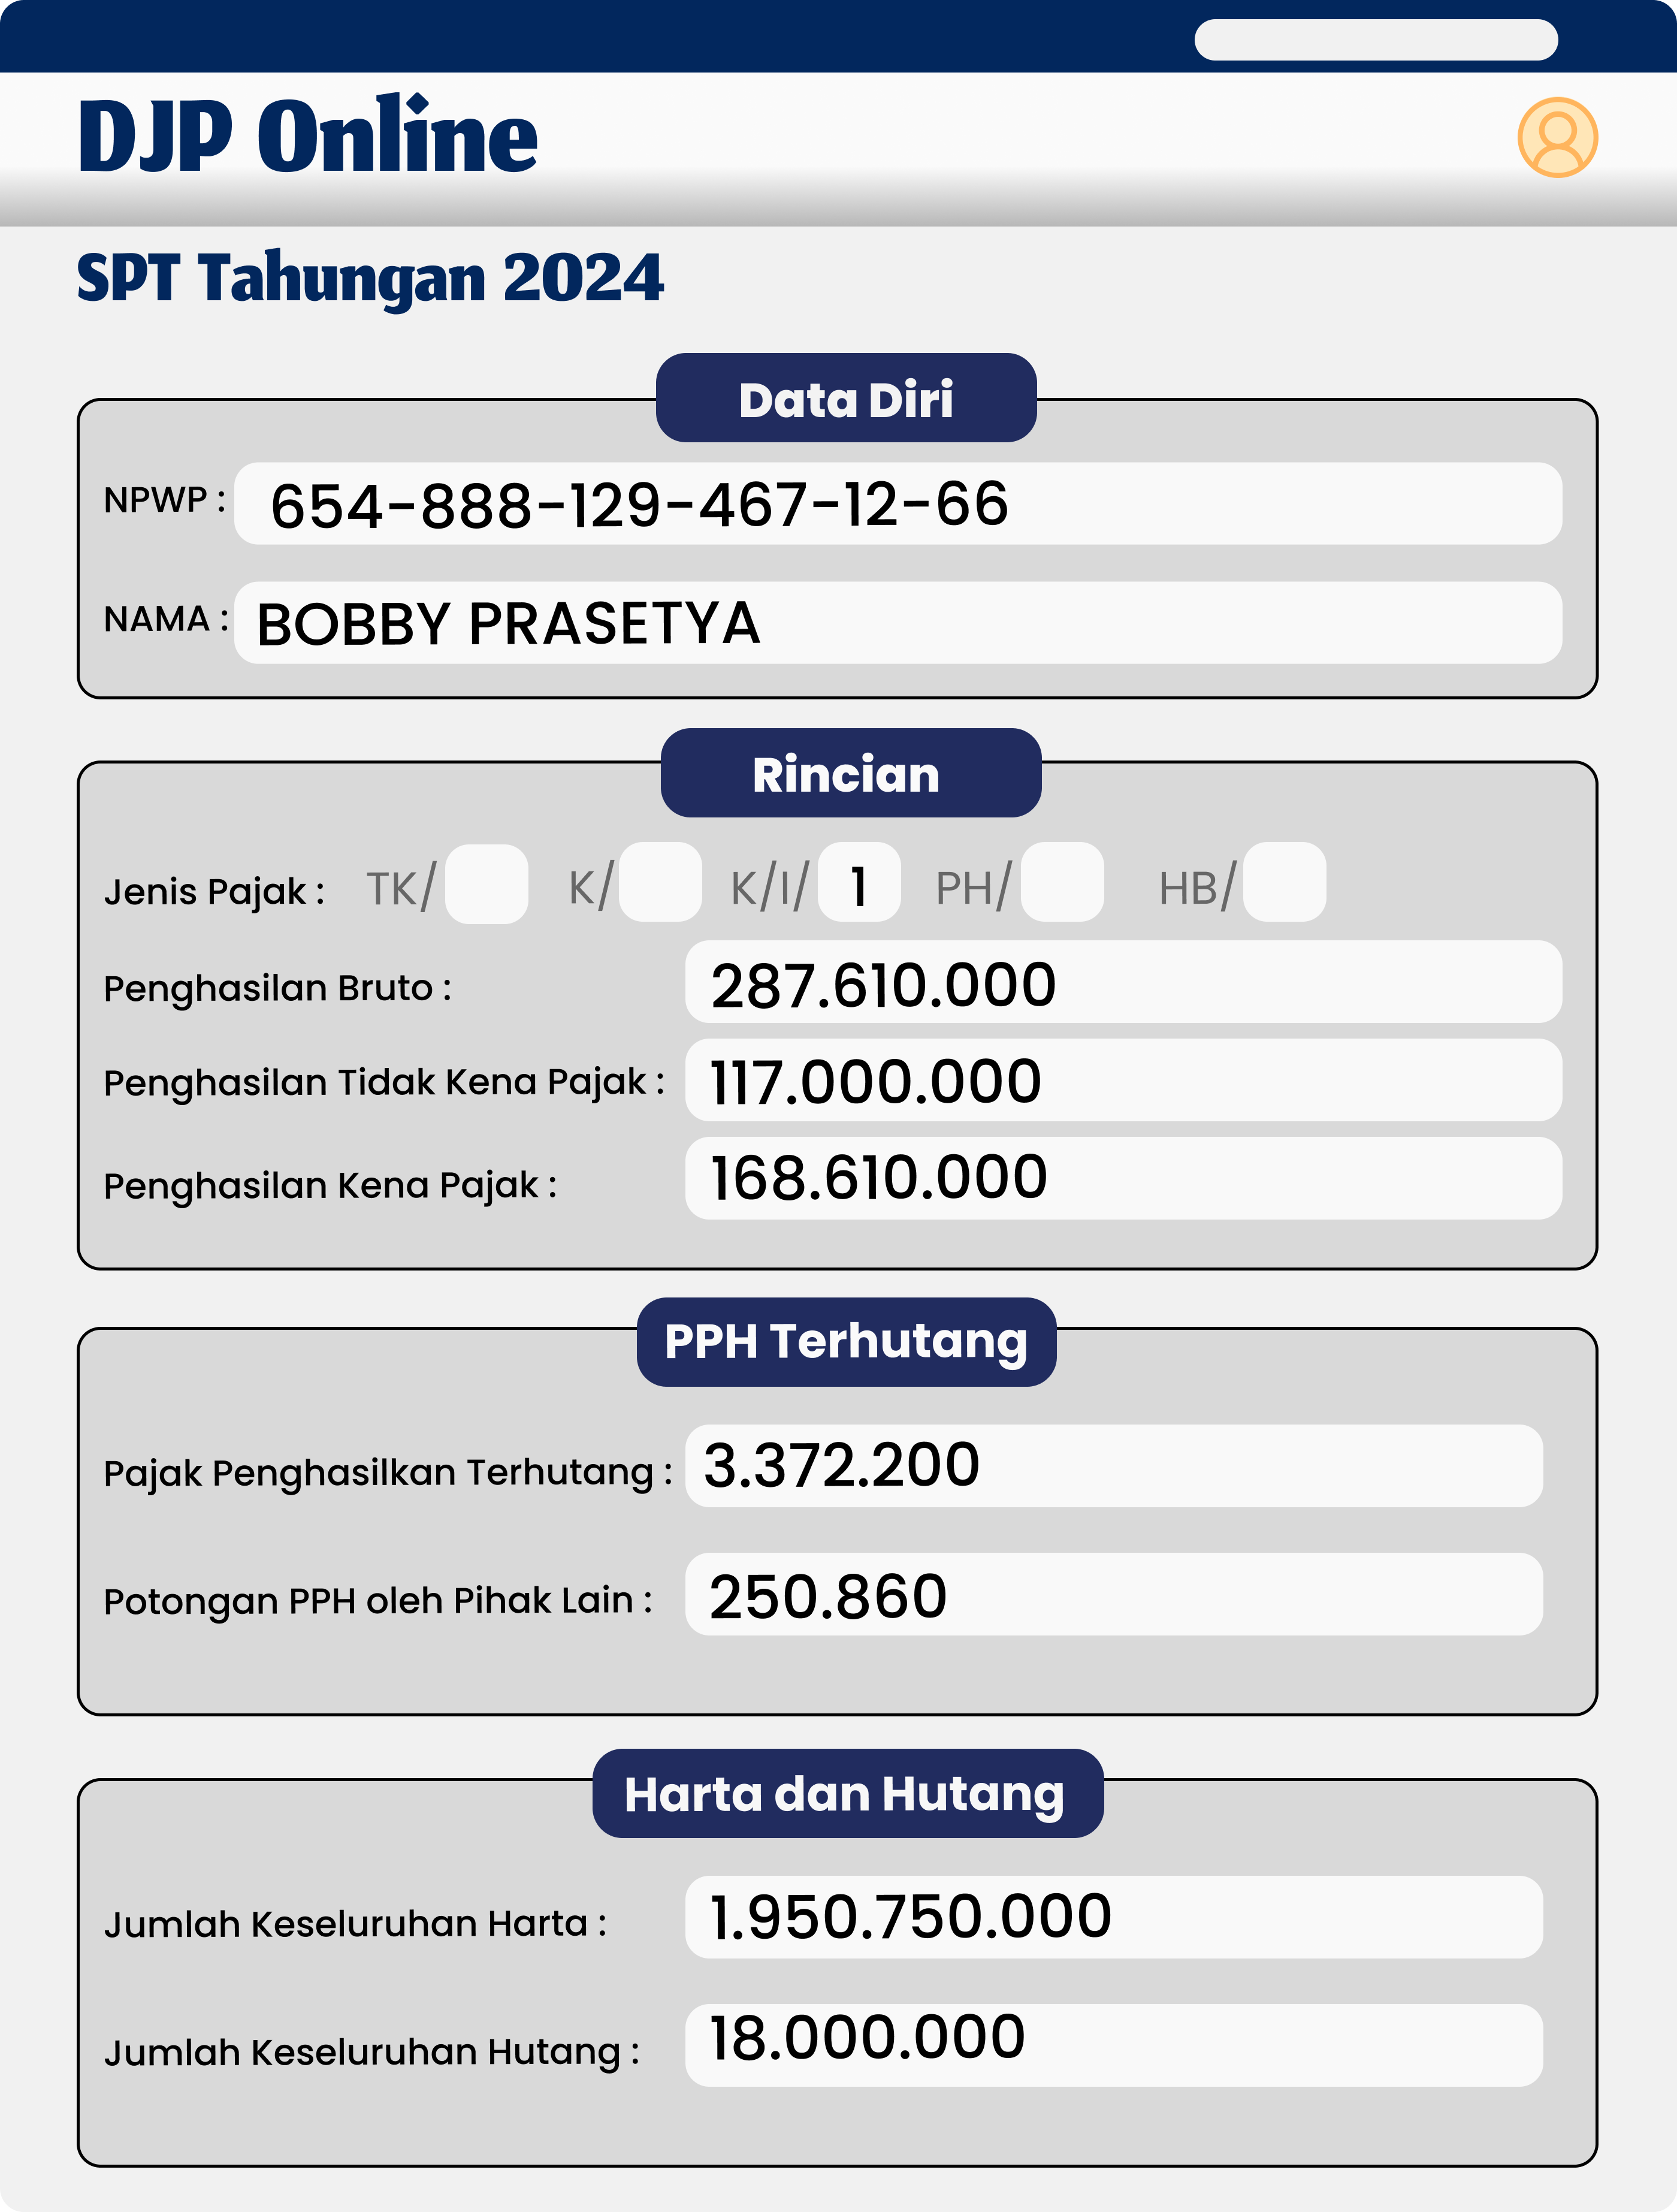 DJP Online
SPT Tahungan 2024
Data Diri
NPWP : 654-888-129-467-12-66
NAMA : BOBBY PRASETYA
Rincian
Jenis Pajak : TK/ K/ K/I/ 1 PH/ HB/
Penghasilan Bruto : 287.610.000
Penghasilan Tidak Kena Pajak : 117.000.000
Penghasilan Kena Pajak : 168.610.000
PPH Terhutang
Pajak Penghasilkan Terhutang : 3.372.200
Potongan PPH oleh Pihak Lain : 250.860
Harta dan Hutang
Jumlah Keseluruhan Harta : 1.950.750.000
Jumlah Keseluruhan Hutang : 18.000.000